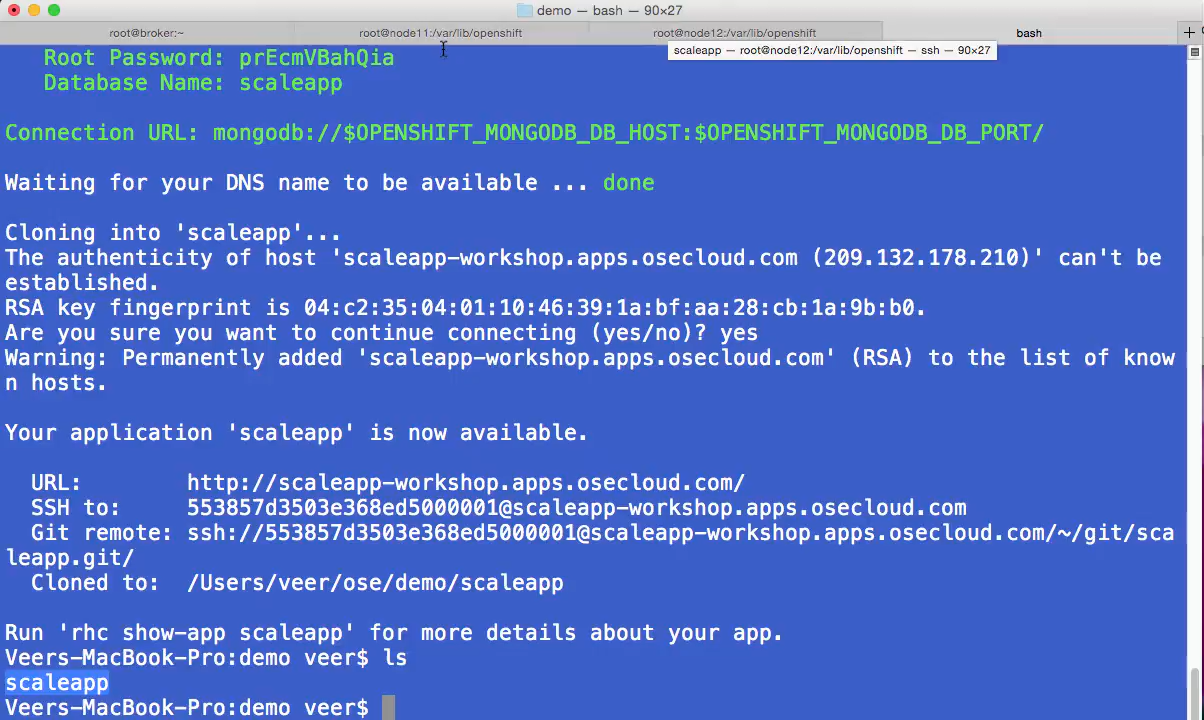 demo — bash — 90×27
root@broker:~
root@node11:/var/lib/openshift
root@node12:/var/lib/openshift
bash
scaleapp — root@node12:/var/lib/openshift — ssh — 90×27
Root Password: prEcmVBahQia
Database Name: scaleapp
Connection URL: mongodb://$OPENSHIFT_MONGODB_DB_HOST:$OPENSHIFT_MONGODB_DB_PORT/
Waiting for your DNS name to be available ... done
Cloning into 'scaleapp'...
The authenticity of host 'scaleapp-workshop.apps.osecloud.com (209.132.178.210)' can't be
established.
RSA key fingerprint is 04:c2:35:04:01:10:46:39:1a:bf:aa:28:cb:1a:9b:b0.
Are you sure you want to continue connecting (yes/no)? yes
Warning: Permanently added 'scaleapp-workshop.apps.osecloud.com' (RSA) to the list of know
n hosts.
Your application 'scaleapp' is now available.
URL: http://scaleapp-workshop.apps.osecloud.com/
SSH to: 553857d3503e368ed5000001@scaleapp-workshop.apps.osecloud.com
Git remote: ssh://553857d3503e368ed5000001@scaleapp-workshop.apps.osecloud.com/~/git/sca
leapp.git/
Cloned to: /Users/veer/ose/demo/scaleapp
Run 'rhc show-app scaleapp' for more details about your app.
Veers-MacBook-Pro:demo veer$ ls
scaleapp
Veers-MacBook-Pro:demo veer$